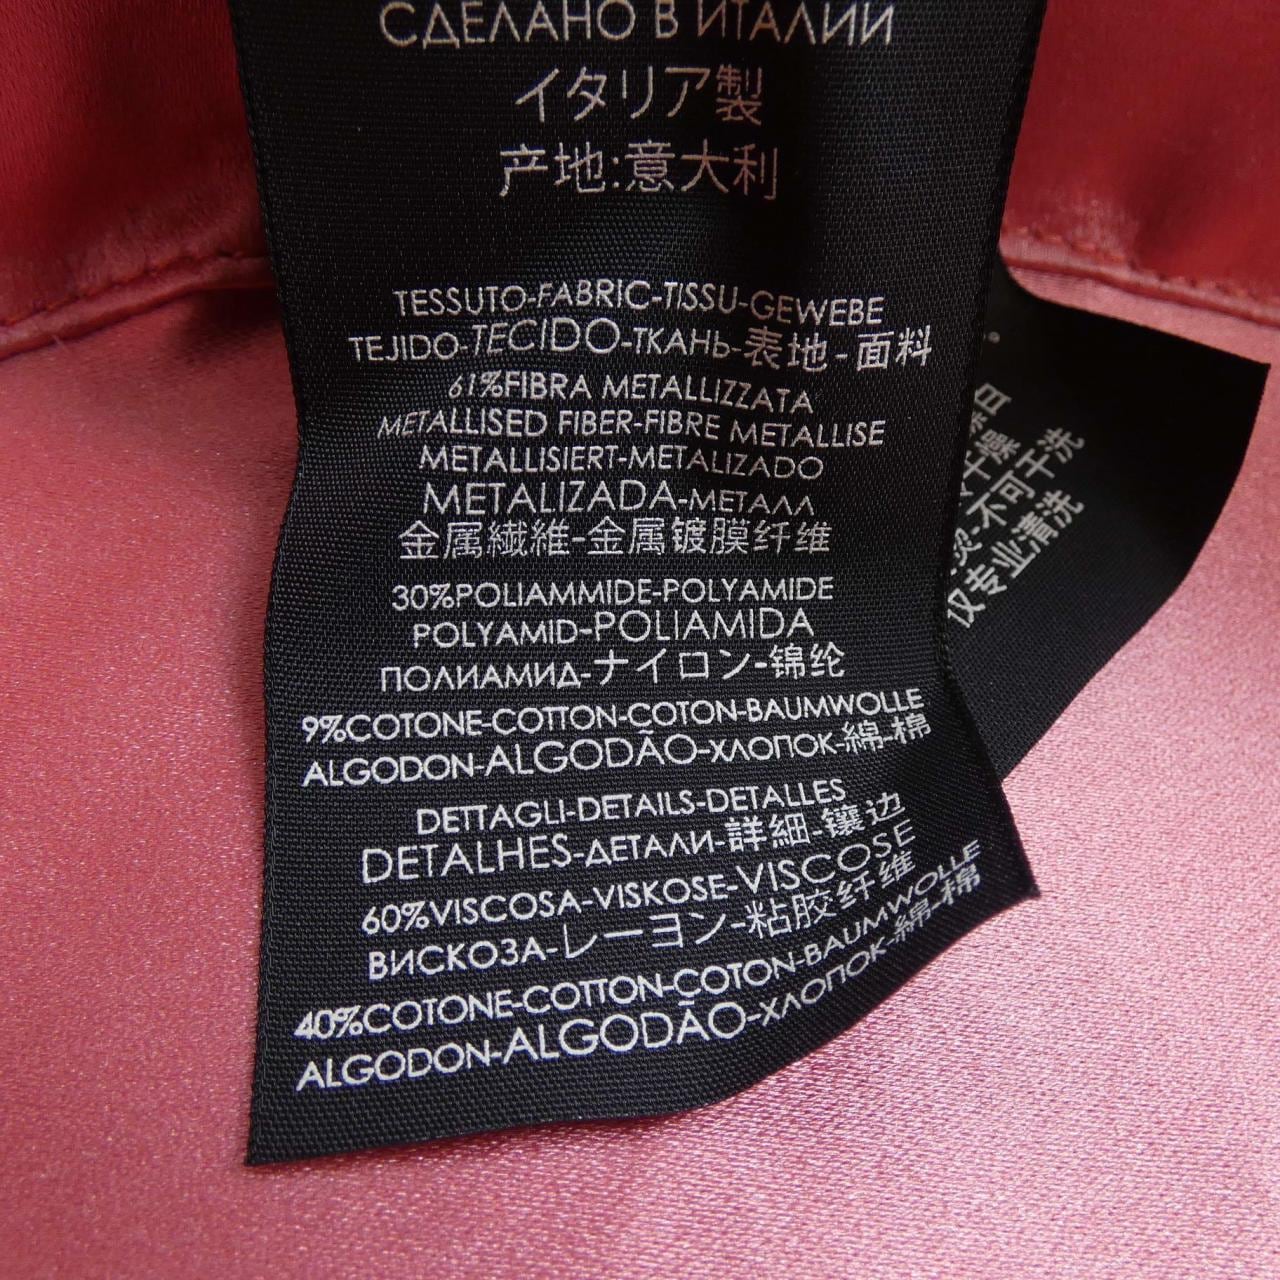 СДЕЛАНО В ИТАЛИИ
イタリア製
产地:意大利
TESSUTO-FABRIC-TISSU-GEWEBE
TEJIDO-TECIDO-ТКАНЬ-表地-面料
61%FIBRA METALLIZZATA
METALLISED FIBER-FIBRE METALLISE
METALLISIERT-METALIZADO
METALIZADA-МЕТАЛЛ
金属繊維-金属镀膜纤维
30%POLIAMMIDE-POLYAMIDE
POLYAMID-POLIAMIDA
ПОЛИАМИД-ナイロン-锦纶
9%COTONE-COTTON-COTON-BAUMWOLLE
ALGODON-ALGODÃO-ХЛОПОК-綿-棉
DETTAGLI-DETAILS-DETALLES
DETALHES-ДЕТАЛИ-詳細-镶边
60%VISCOSA-VISKOSE-VISCOSE
ВИСКОЗА-レーヨン-粘胶纤维
40%COTONE-COTTON-COTON-BAUMWOLLE
ALGODON-ALGODÃO-ХЛОПОК-綿-棉
干燥
不可干洗
仅专业清洗